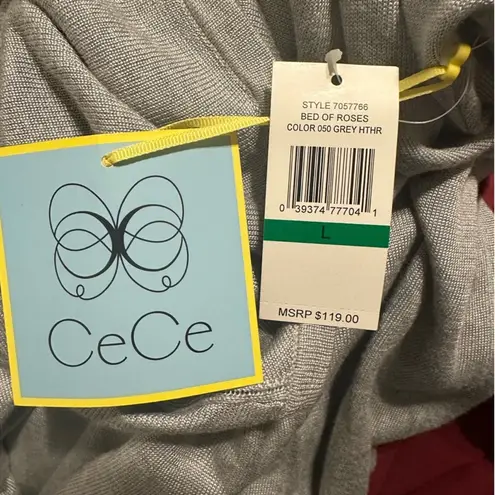 CeCe
STYLE 7057766
BED OF ROSES
COLOR 050 GREY HTHR
0 39374 77704 1
L
MSRP $119.00